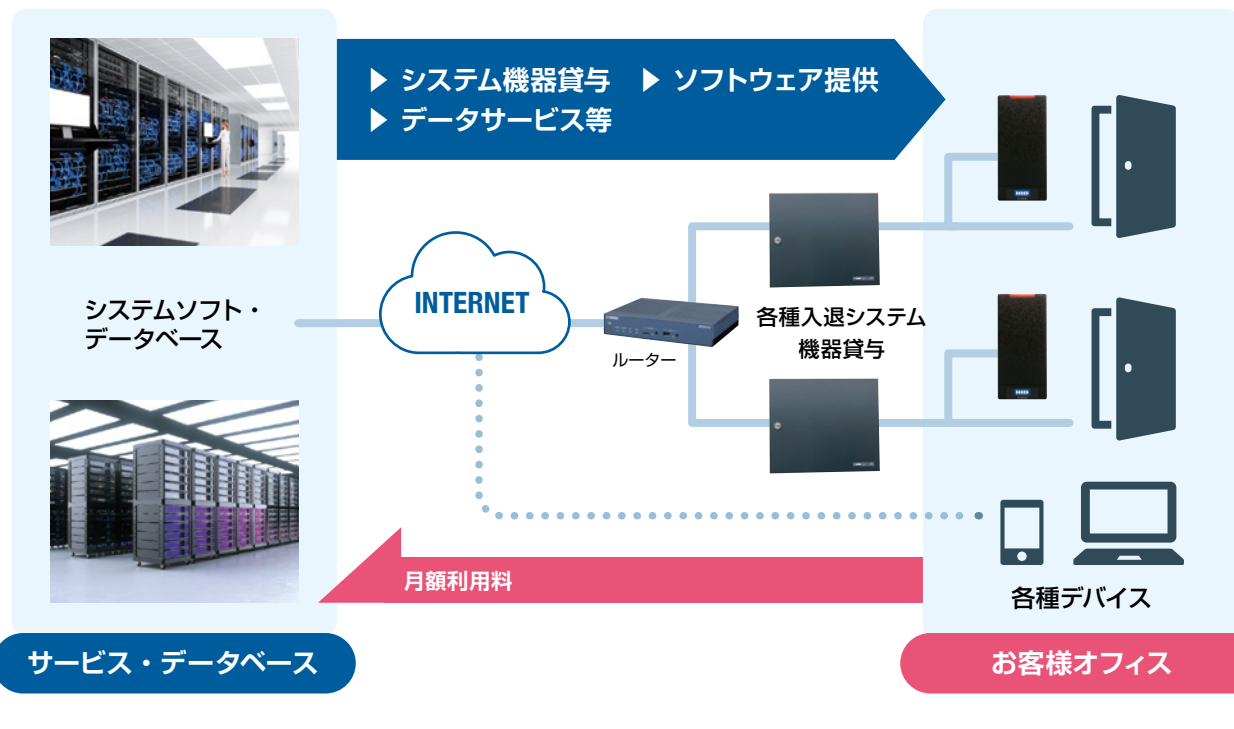 ▶ システム機器貸与 ▶ ソフトウェア提供
▶ データサービス等
システムソフト・
データベース
INTERNET
ルーター
各種入退システム
機器貸与
月額利用料
各種デバイス
サービス・データベース
お客様オフィス